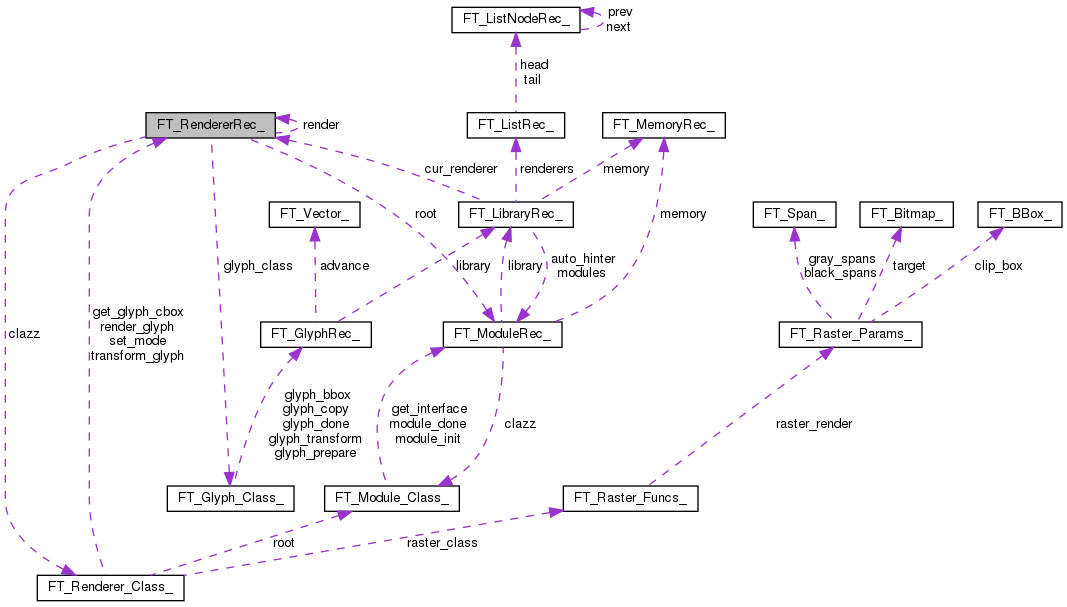 FT_ListNodeRec_
prev
next
head
tail
FT_RendererRec_
render
FT_ListRec_
FT_MemoryRec_
cur_renderer
renderers
memory
FT_Vector_
root
FT_LibraryRec_
memory
FT_Span_
FT_Bitmap_
FT_BBox_
glyph_class
advance
library
library
auto_hinter
modules
gray_spans
black_spans
target
clip_box
clazz
get_glyph_cbox
render_glyph
set_mode
transform_glyph
FT_GlyphRec_
FT_ModuleRec_
FT_Raster_Params_
glyph_bbox
glyph_copy
glyph_done
glyph_transform
glyph_prepare
get_interface
module_done
module_init
clazz
raster_render
FT_Glyph_Class_
FT_Module_Class_
FT_Raster_Funcs_
root
raster_class
FT_Renderer_Class_